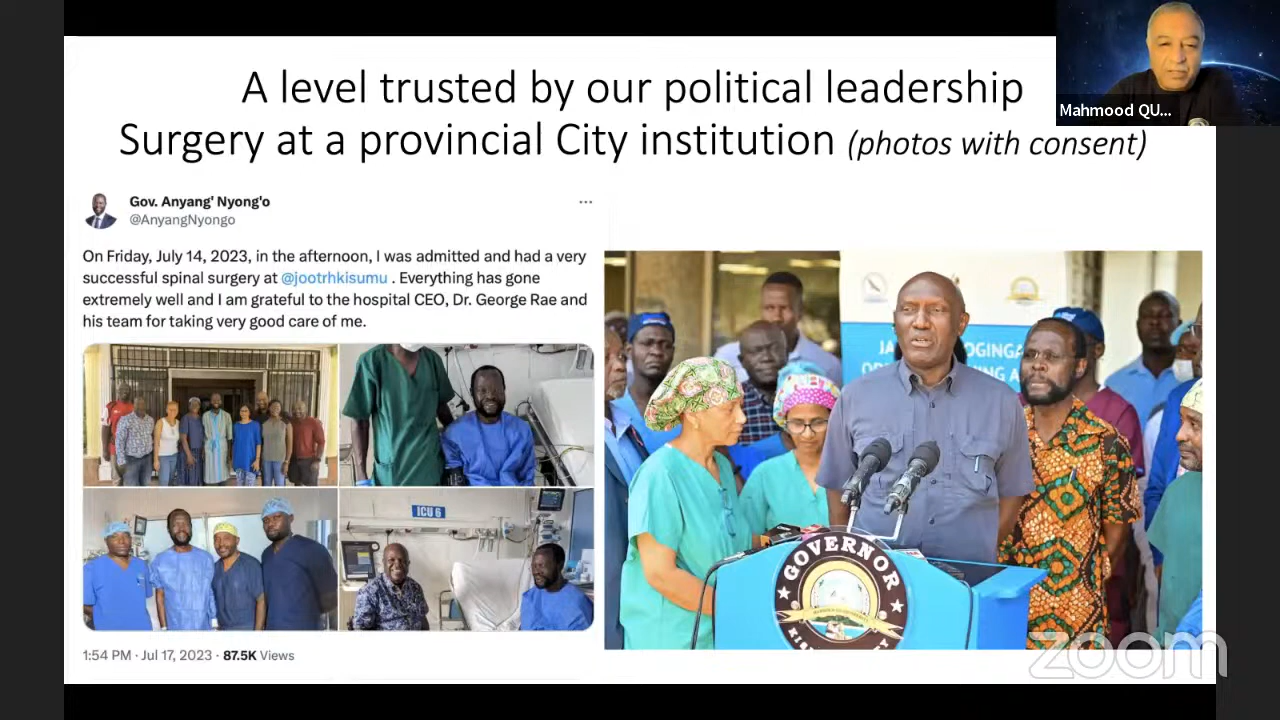 A level trusted by our political leadership
Surgery at a provincial City institution (photos with consent)
Mahmood QU...
Gov. Anyang' Nyong'o
@AnyangNyongo
On Friday, July 14, 2023, in the afternoon, I was admitted and had a very
successful spinal surgery at @jootrhkisumu . Everything has gone
extremely well and I am grateful to the hospital CEO, Dr. George Rae and
his team for taking very good care of me.
ICU 6
1:54 PM · Jul 17, 2023 · 87.5K Views
GOVERNOR
zoom